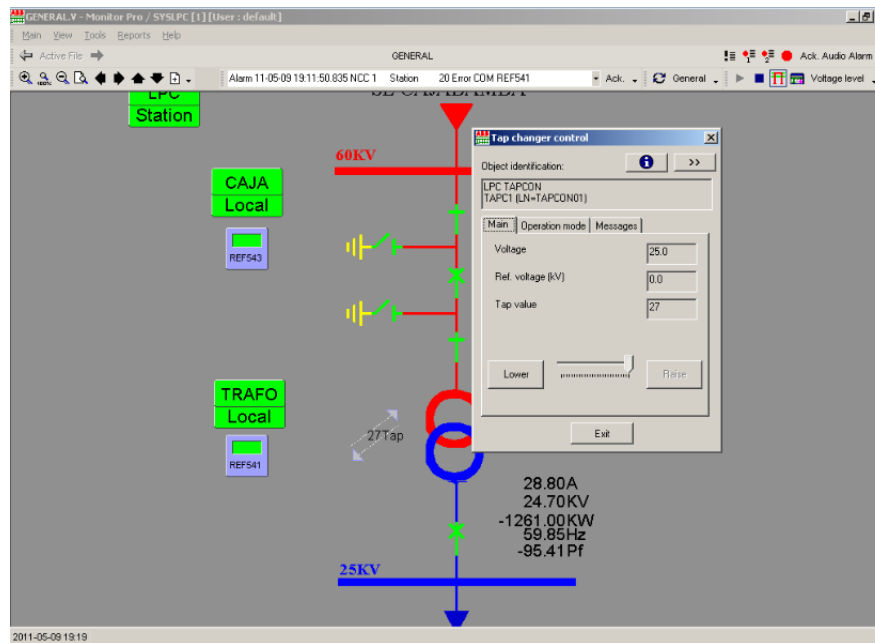 GENERAL.V - Monitor Pro / SYSLPC [1] [User : default]
Main View Tools Reports Help
Active File GENERAL Ack. Audio Alarm
Alarm 11-05-09 19:11:50.835 NCC 1 Station 20 Error COM REF541 Ack. General Voltage level
LPC
Station
SE CAJABAMBA
ABB Tap changer control
Object identification:
>>
LPC TAPCON
TAPC1 (LN=TAPCON01)
Main Operation mode Messages
Voltage 25.0
Ref. voltage (kV) 0.0
Tap value 27
Lower Raise
Exit
60KV
CAJA
Local
REF543
TRAFO
Local
REF541
27Tap
28.80A
24.70KV
-1261.00KW
59.85Hz
-95.41Pf
25KV
2011-05-09 19:19